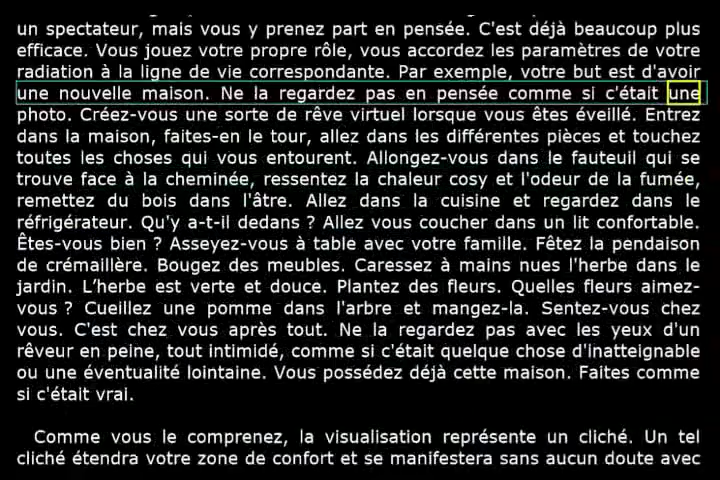 un spectateur, mais vous y prenez part en pensée. C'est déjà beaucoup plus
efficace. Vous jouez votre propre rôle, vous accordez les paramètres de votre
radiation à la ligne de vie correspondante. Par exemple, votre but est d'avoir
une nouvelle maison. Ne la regardez pas en pensée comme si c'était une
photo. Créez-vous une sorte de rêve virtuel lorsque vous êtes éveillé. Entrez
dans la maison, faites-en le tour, allez dans les différentes pièces et touchez
toutes les choses qui vous entourent. Allongez-vous dans le fauteuil qui se
trouve face à la cheminée, ressentez la chaleur cosy et l'odeur de la fumée,
remettez du bois dans l'âtre. Allez dans la cuisine et regardez dans le
réfrigérateur. Qu'y a-t-il dedans ? Allez vous coucher dans un lit confortable.
Êtes-vous bien ? Asseyez-vous à table avec votre famille. Fêtez la pendaison
de crémaillère. Bougez des meubles. Caressez à mains nues l'herbe dans le
jardin. L’herbe est verte et douce. Plantez des fleurs. Quelles fleurs aimez-
vous ? Cueillez une pomme dans l'arbre et mangez-la. Sentez-vous chez
vous. C'est chez vous après tout. Ne la regardez pas avec les yeux d'un
rêveur en peine, tout intimidé, comme si c'était quelque chose d'inatteignable
ou une éventualité lointaine. Vous possédez déjà cette maison. Faites comme
si c'était vrai.
Comme vous le comprenez, la visualisation représente un cliché. Un tel
cliché étendra votre zone de confort et se manifestera sans aucun doute avec